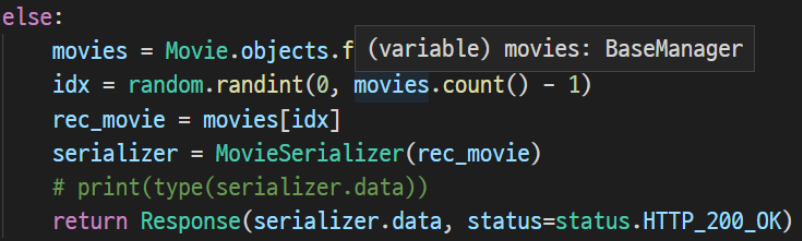 else:
movies = Movie.objects.f
(variable) movies: BaseManager
idx = random.randint(0, movies.count() - 1)
rec_movie = movies[idx]
serializer = MovieSerializer(rec_movie)
# print(type(serializer.data))
return Response(serializer.data, status=status.HTTP_200_OK)